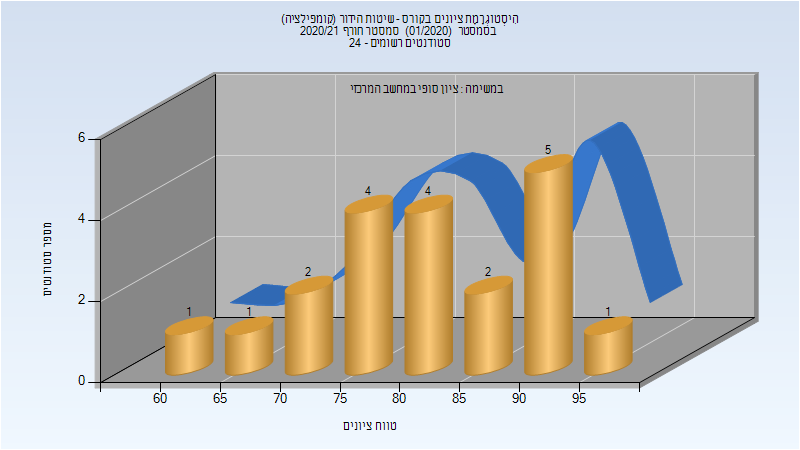 הִיסְטוֹגְרַמַת ציונים בקורס - שיטות הידור (קומפילציה)
בסמסטר (01/2020) סמסטר חורף 2020/21
סטודנטים רשומים - 24
במשימה : ציון סופי במחשב המרכזי
מספר סטודנטים
6
4
2
0
1 1 2 4 4 2 5 1
60 65 70 75 80 85 90 95
טווח ציונים